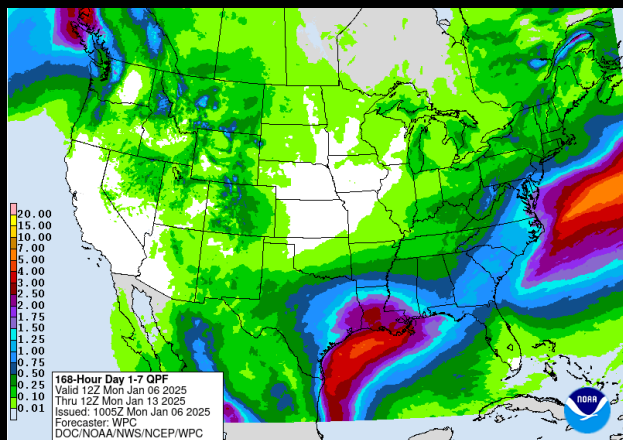 20.00
15.00
10.00
7.00
5.00
4.00
3.00
2.50
2.00
1.75
1.50
1.25
1.00
0.75
0.50
0.25
0.10
0.01
168-Hour Day 1-7 QPF
Valid 12Z Mon Jan 06 2025
Thru 12Z Mon Jan 13 2025
Issued: 1005Z Mon Jan 06 2025
Forecaster: WPC
DOC/NOAA/NWS/NCEP/WPC
NOAA